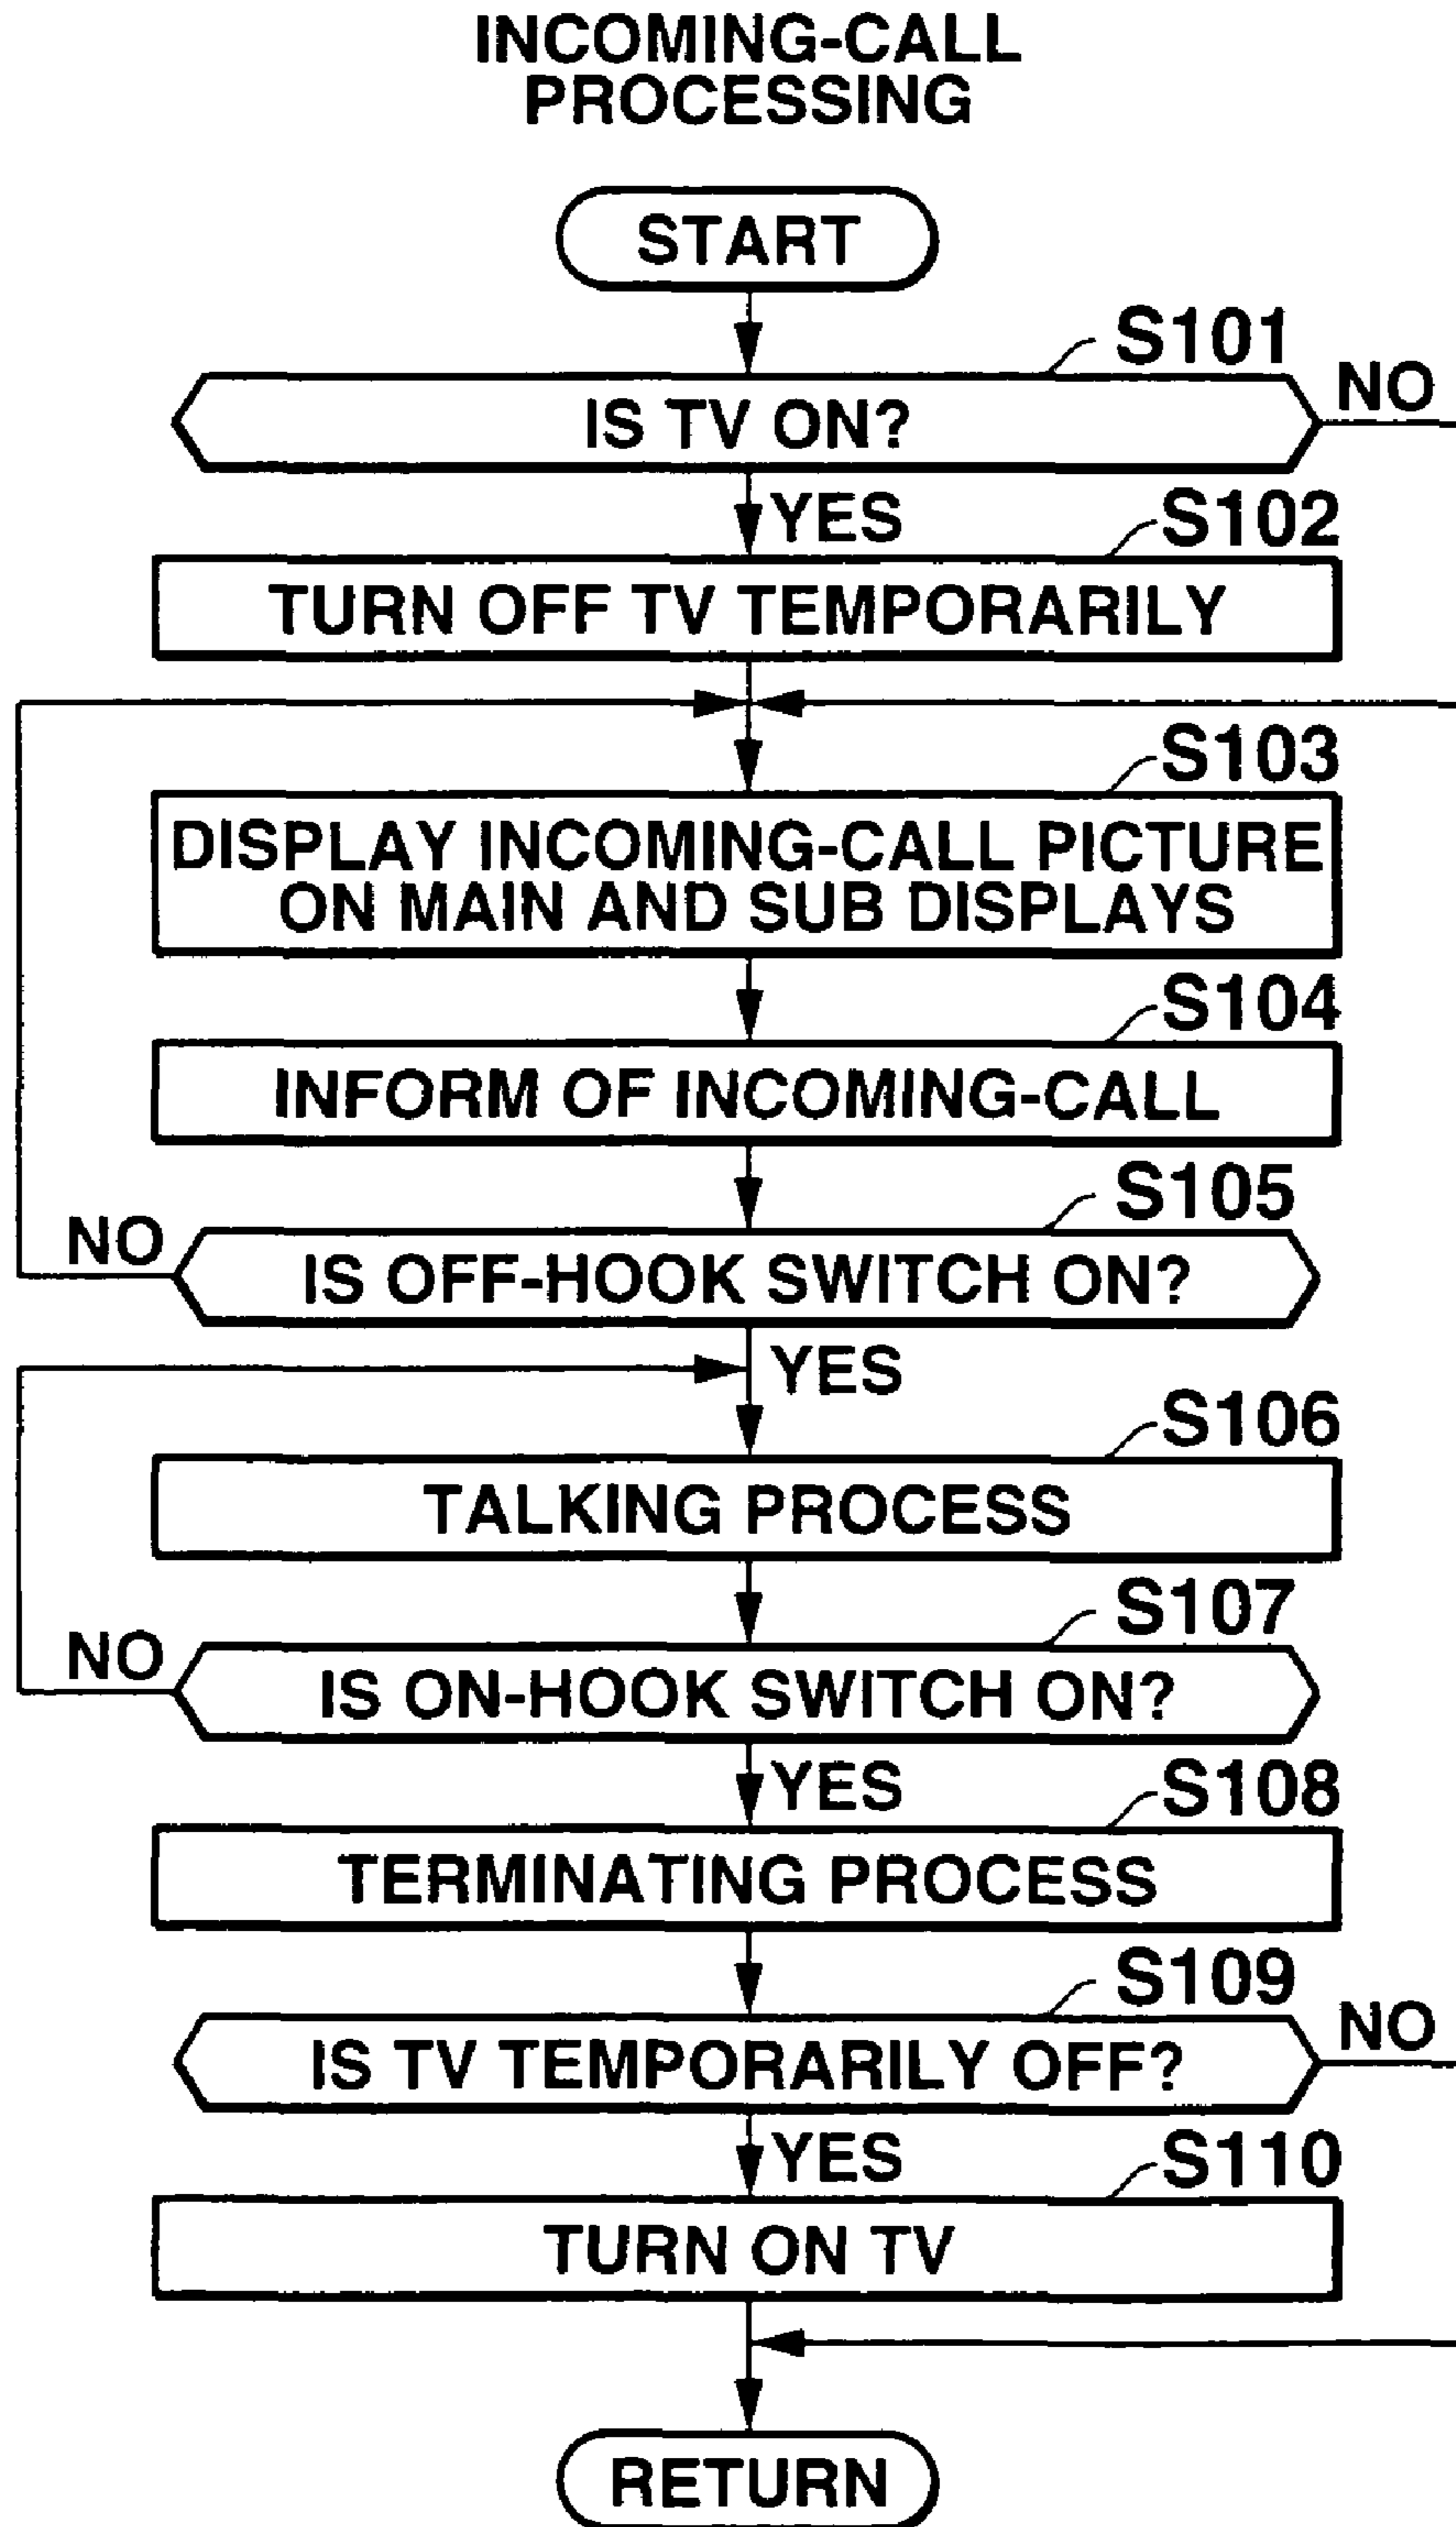 INCOMING-CALL
PROCESSING
START
S101
IS TV ON?
NO
YES
S102
TURN OFF TV TEMPORARILY
S103
DISPLAY INCOMING-CALL PICTURE
ON MAIN AND SUB DISPLAYS
S104
INFORM OF INCOMING-CALL
S105
NO
IS OFF-HOOK SWITCH ON?
YES
S106
TALKING PROCESS
S107
NO
IS ON-HOOK SWITCH ON?
YES
S108
TERMINATING PROCESS
S109
IS TV TEMPORARILY OFF?
NO
YES
S110
TURN ON TV
RETURN